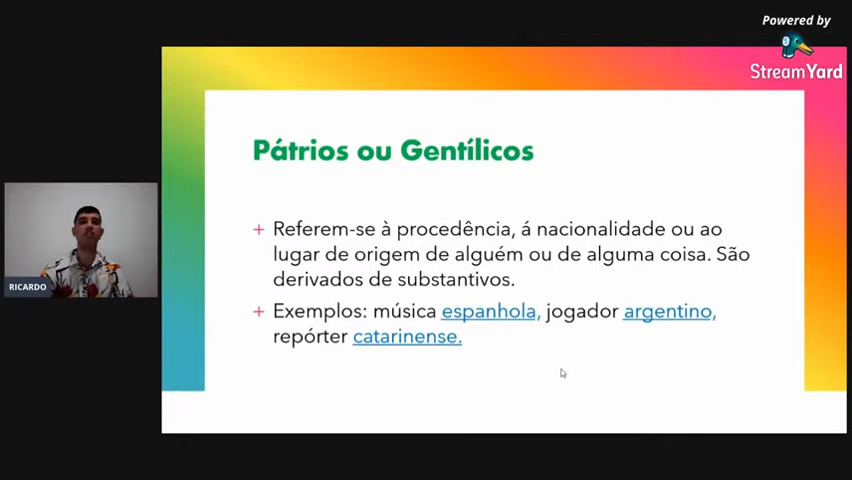 Powered by
StreamYard
Pátrios ou Gentílicos
+ Referem-se à procedência, á nacionalidade ou ao
lugar de origem de alguém ou de alguma coisa. São
derivados de substantivos.
+ Exemplos: música espanhola, jogador argentino,
repórter catarinense.
RICARDO